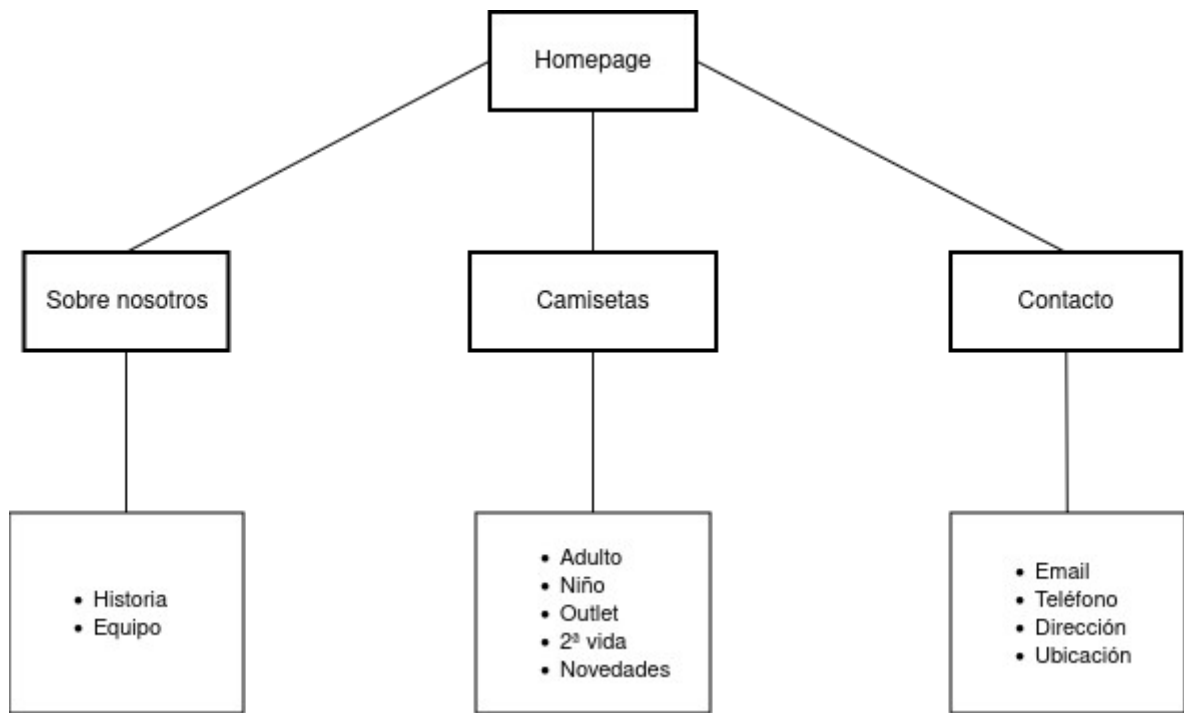 Homepage
Sobre nosotros
Camisetas
Contacto
• Historia
• Equipo
• Adulto
• Niño
• Outlet
• 2ª vida
• Novedades
• Email
• Teléfono
• Dirección
• Ubicación